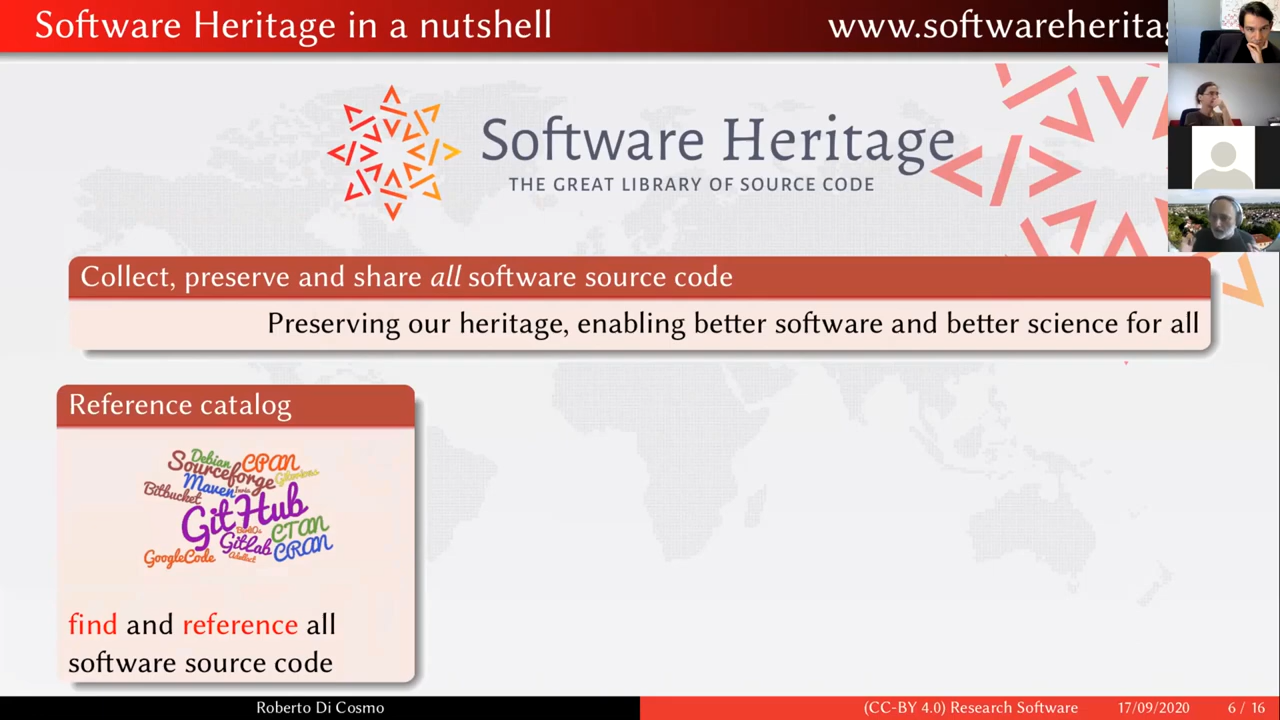 Software Heritage in a nutshell
www.softwareherita
Software Heritage
THE GREAT LIBRARY OF SOURCE CODE
</>
Collect, preserve and share all software source code
Preserving our heritage, enabling better software and better science for all
Reference catalog
Debian
Sourceforge
CPAN
Maven
Bitbucket
GitHub
CTAN
GitLab
CRAN
GoogleCode
find and reference all
software source code
Roberto Di Cosmo
(CC-BY 4.0) Research Software
17/09/2020
6 / 16